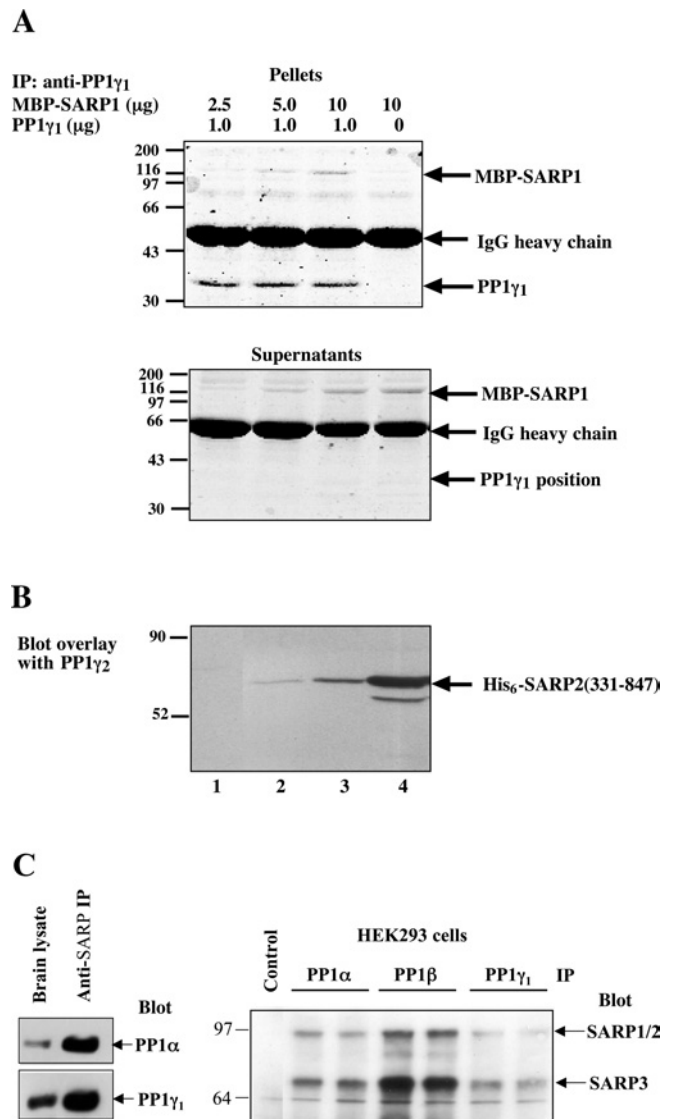 A
Pellets
IP: anti-PP1γ1
MBP-SARP1 (μg) 2.5 5.0 10 10
PP1γ1 (μg) 1.0 1.0 1.0 0
200
116
97
66
43
30
MBP-SARP1
IgG heavy chain
PP1γ1
Supernatants
200
116
97
66
43
30
MBP-SARP1
IgG heavy chain
PP1γ1 position
B
Blot overlay
with PP1γ2
90
52
His6-SARP2(331-847)
1 2 3 4
C
Brain lysate
Anti-SARP IP
Blot
PP1α
PP1γ1
Control
HEK293 cells
PP1α PP1β PP1γ1 IP
Blot
97
64
SARP1/2
SARP3